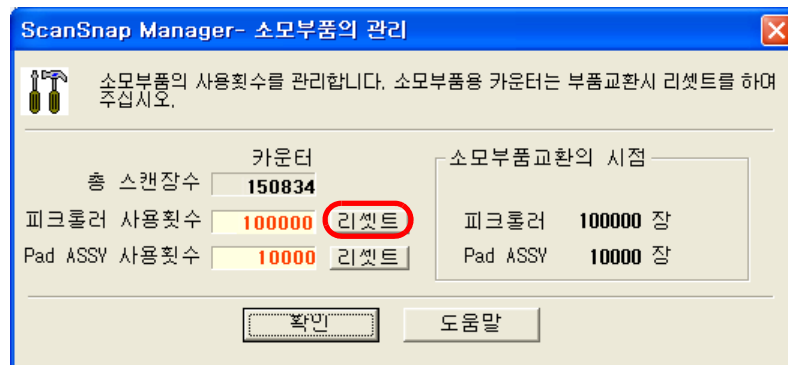 ScanSnap Manager- 소모부품의 관리
소모부품의 사용횟수를 관리합니다. 소모부품용 카운터는 부품교환시 리셋트를 하며
주십시오.
카운터
소모부품교환의 시점
총 스캔장수 150834
피크롤러 사용횟수 100000 리셋트
피크롤러 100000 장
Pad ASSY 사용횟수 10000 리셋트
Pad ASSY 10000 장
확인
도움말